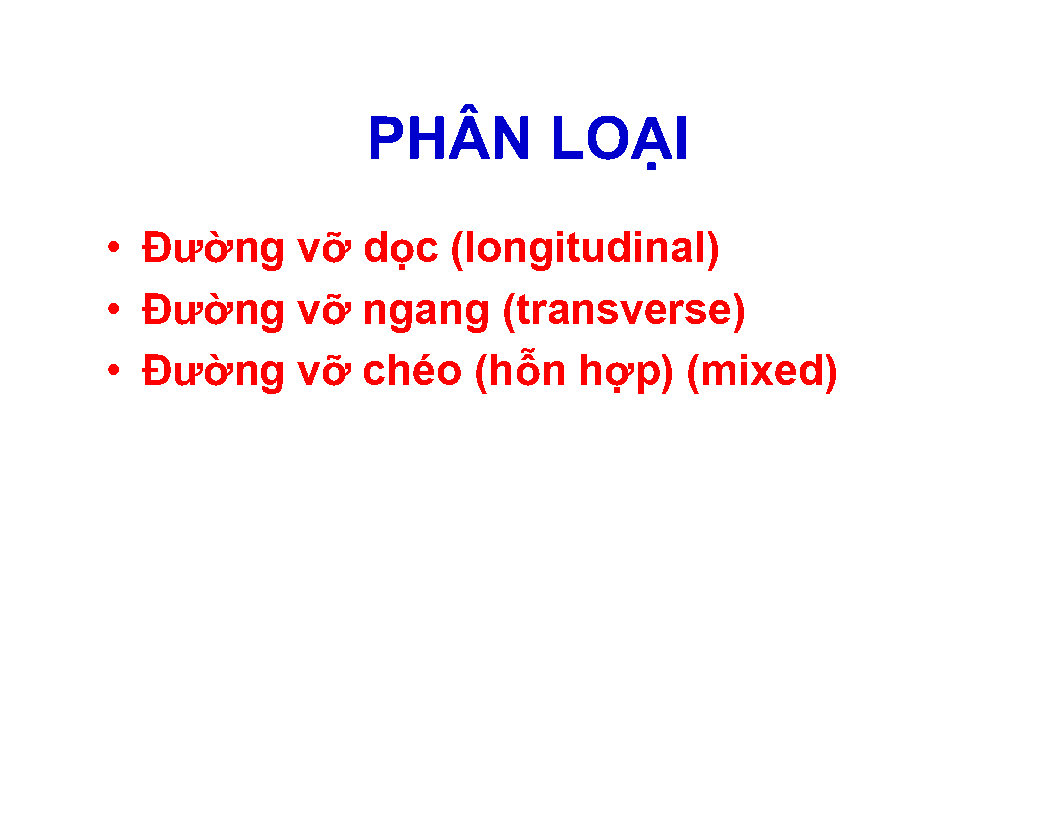 PHÂN LOẠI
• Đường vỡ dọc (longitudinal)
• Đường vỡ ngang (transverse)
• Đường vỡ chéo (hỗn hợp) (mixed)